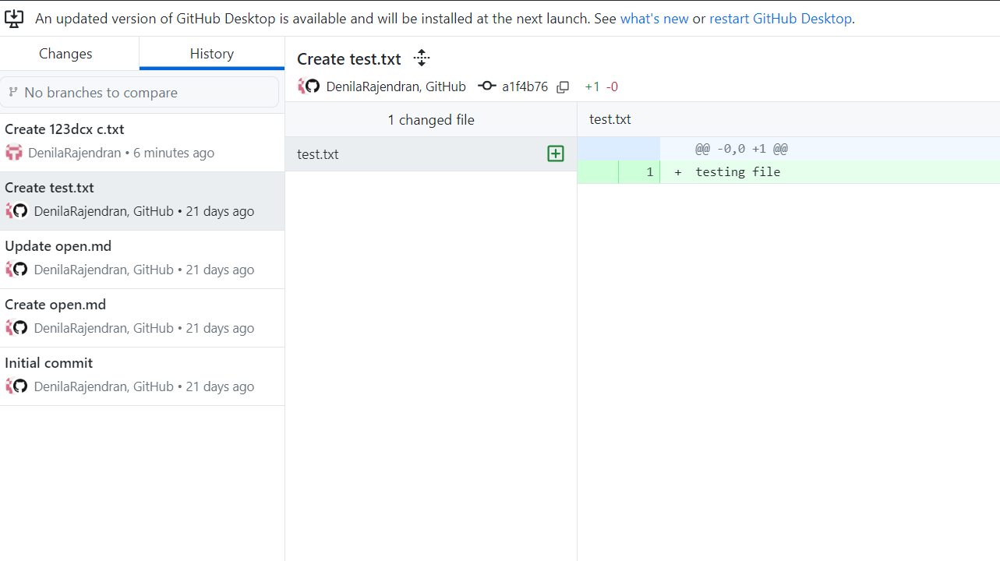 An updated version of GitHub Desktop is available and will be installed at the next launch. See what's new or restart GitHub Desktop.
Changes
History
No branches to compare
Create 123dcx c.txt
DenilaRajendran • 6 minutes ago
Create test.txt
DenilaRajendran, GitHub • 21 days ago
Update open.md
DenilaRajendran, GitHub • 21 days ago
Create open.md
DenilaRajendran, GitHub • 21 days ago
Initial commit
DenilaRajendran, GitHub • 21 days ago
Create test.txt
DenilaRajendran, GitHub a1f4b76 +1 -0
1 changed file
test.txt
test.txt
@@ -0,0 +1 @@
1 + testing file